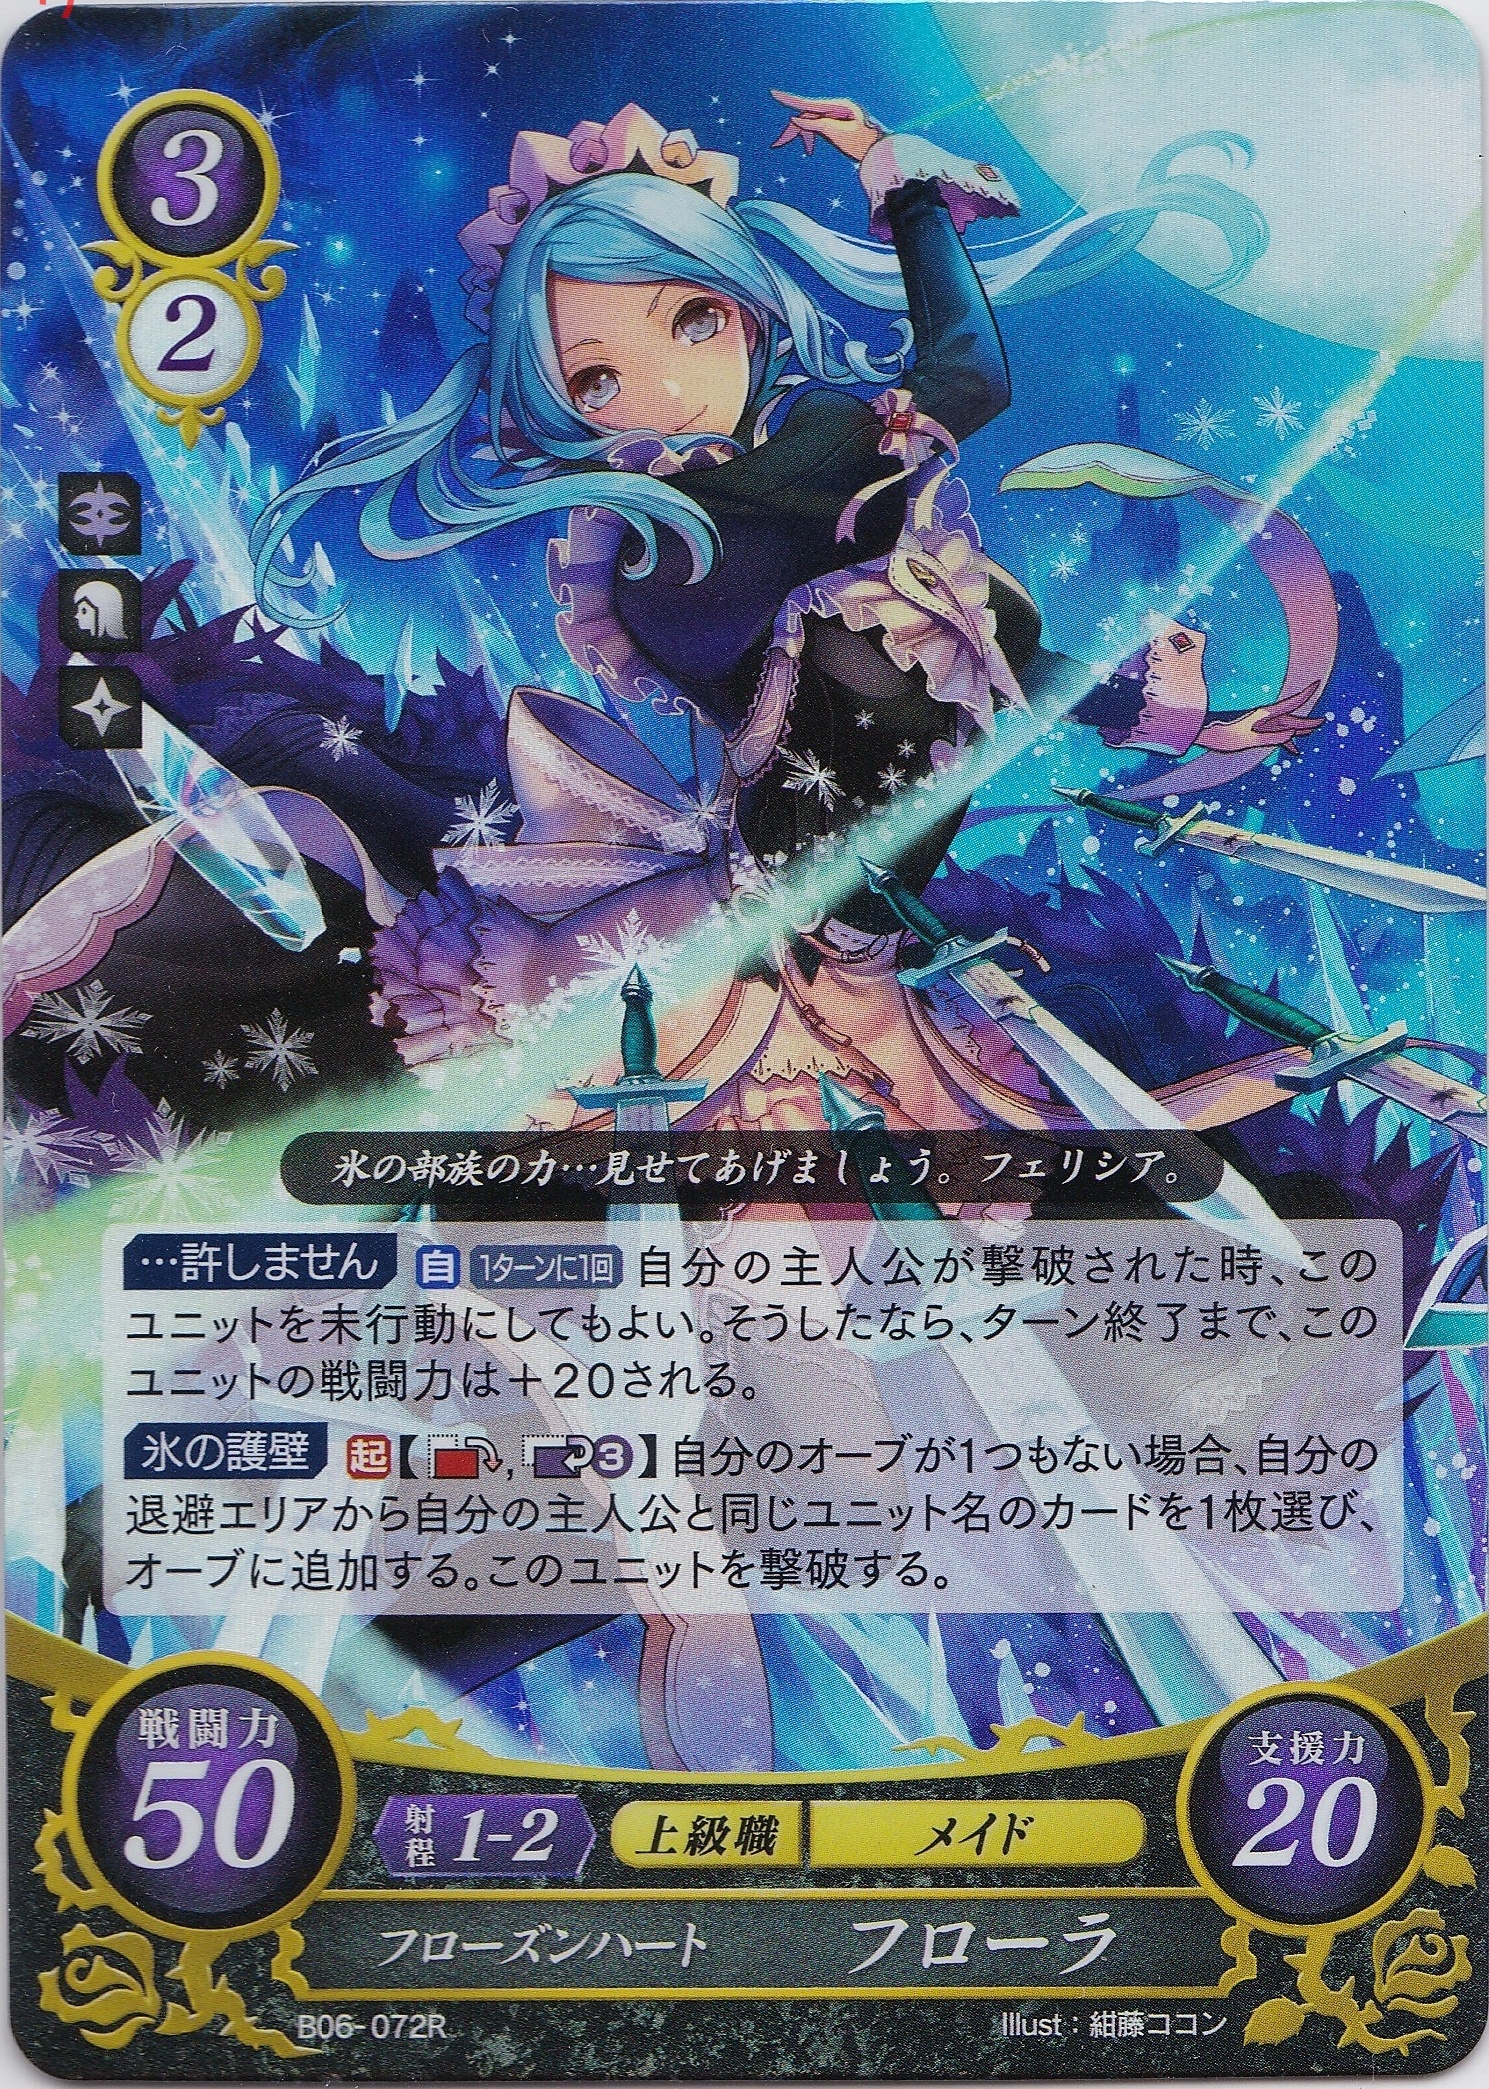 3
2
氷の部族の力…見せてあげましょう。フェリシア。
…許しません 自 1ターンに1回 自分の主人公が撃破された時、この
ユニットを未行動にしてもよい。そうしたなら、ターン終了まで、この
ユニットの戦闘力は＋20される。
氷の護壁 起【 , 3】自分のオーブが1つもない場合、自分の
退避エリアから自分の主人公と同じユニット名のカードを1枚選び、
オーブに追加する。このユニットを撃破する。
戦闘力
50
射程 1-2
上級職 メイド
支援力
20
フローズンハート フローラ
B06-072R
Illust：紺藤ココン